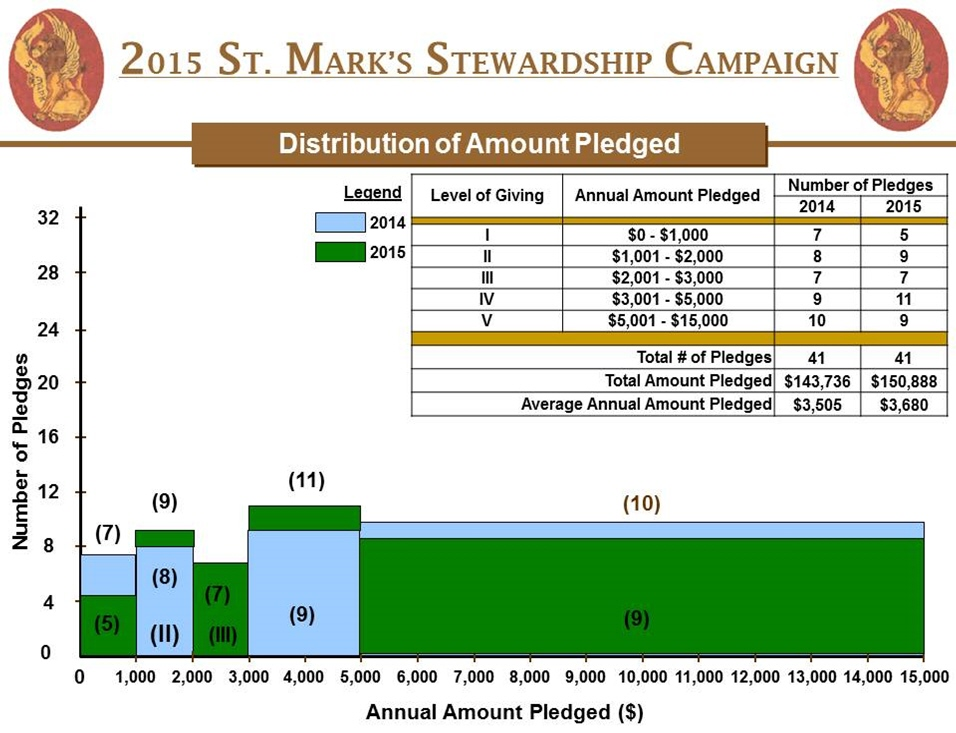 2015 ST. MARK'S STEWARDSHIP CAMPAIGN
Distribution of Amount Pledged
Legend
2014
2015
Level of Giving Annual Amount Pledged Number of Pledges
2014 2015
I $0 - $1,000 7 5
II $1,001 - $2,000 8 9
III $2,001 - $3,000 7 7
IV $3,001 - $5,000 9 11
V $5,001 - $15,000 10 9
Total # of Pledges 41 41
Total Amount Pledged $143,736 $150,888
Average Annual Amount Pledged $3,505 $3,680
Number of Pledges
32
28
24
20
16
12
8
4
0
(7)
(5)
(9)
(8)
(II)
(7)
(III)
(11)
(9)
(10)
(9)
0 1,000 2,000 3,000 4,000 5,000 6,000 7,000 8,000 9,000 10,000 11,000 12,000 13,000 14,000 15,000
Annual Amount Pledged ($)